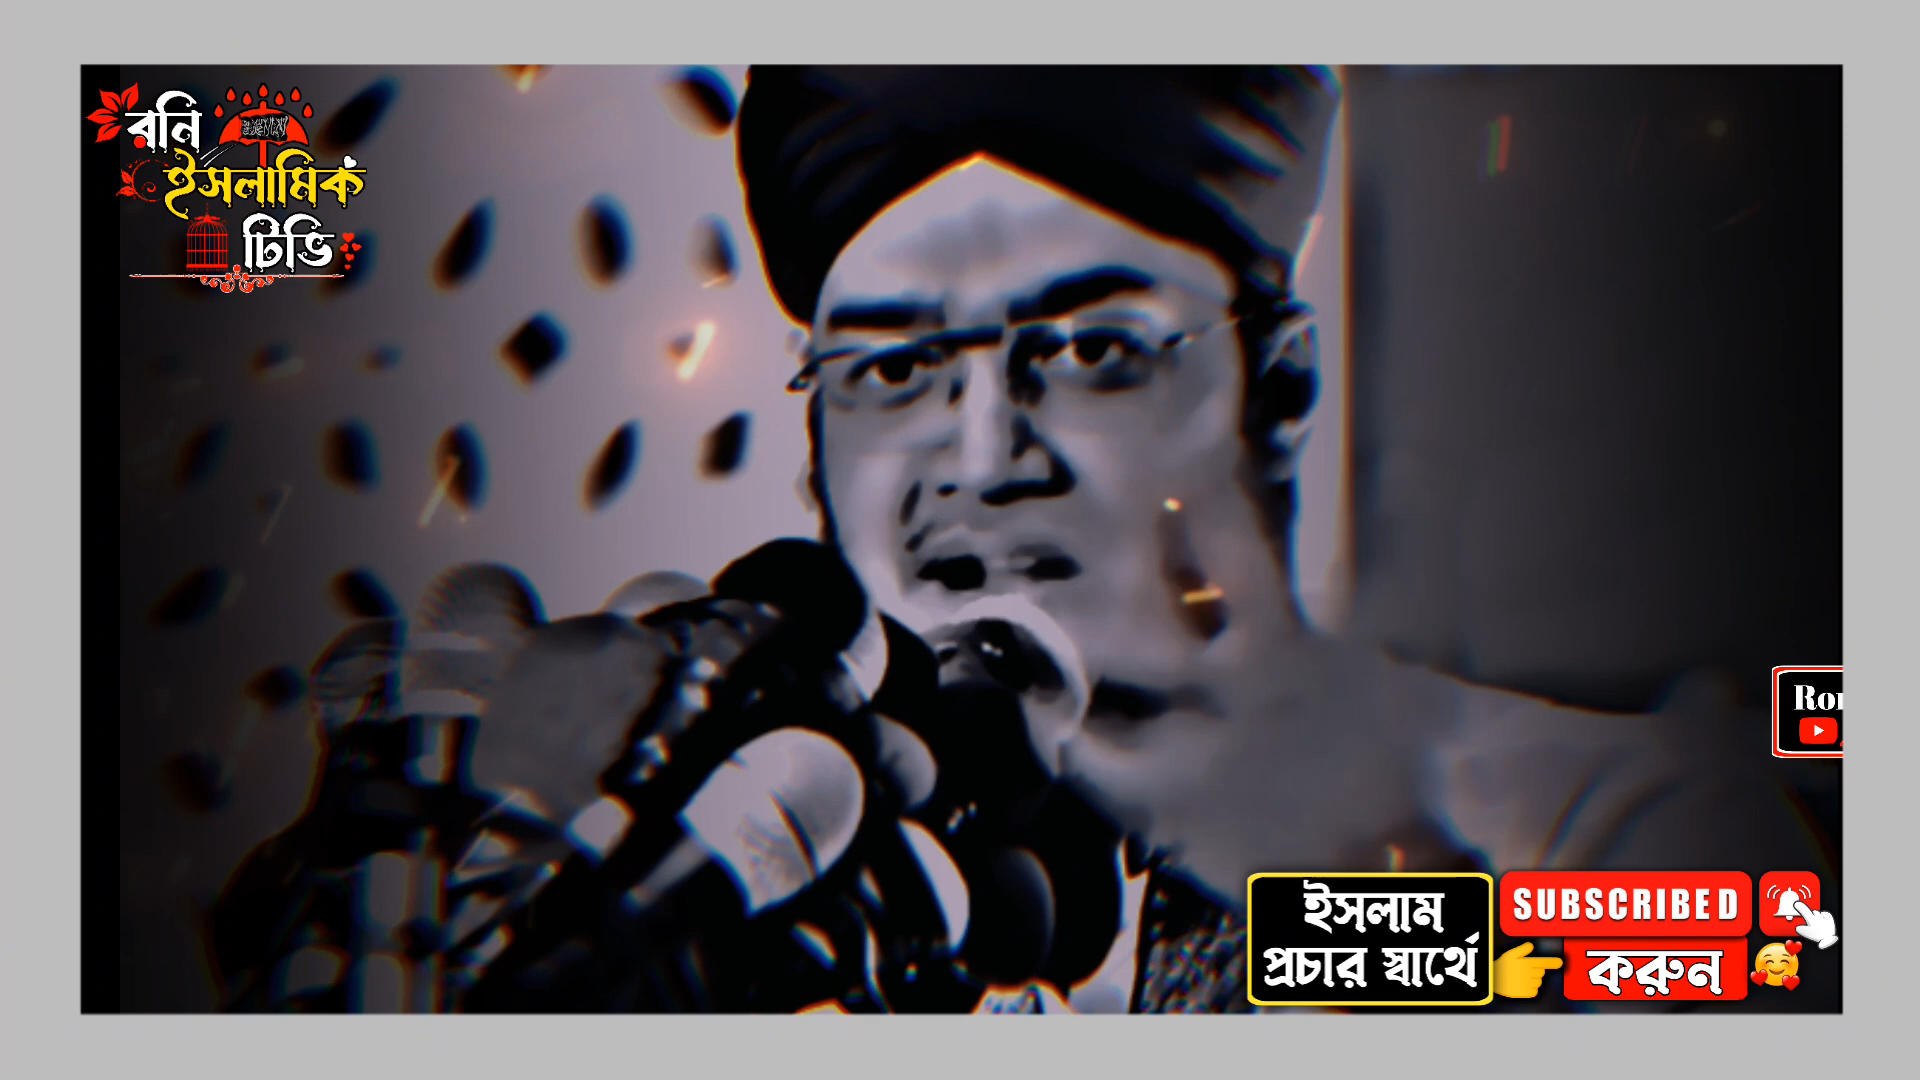 রনি
ইসলামিক
টিভি
ইসলাম
প্রচার স্বার্থে
SUBSCRIBED
করুন